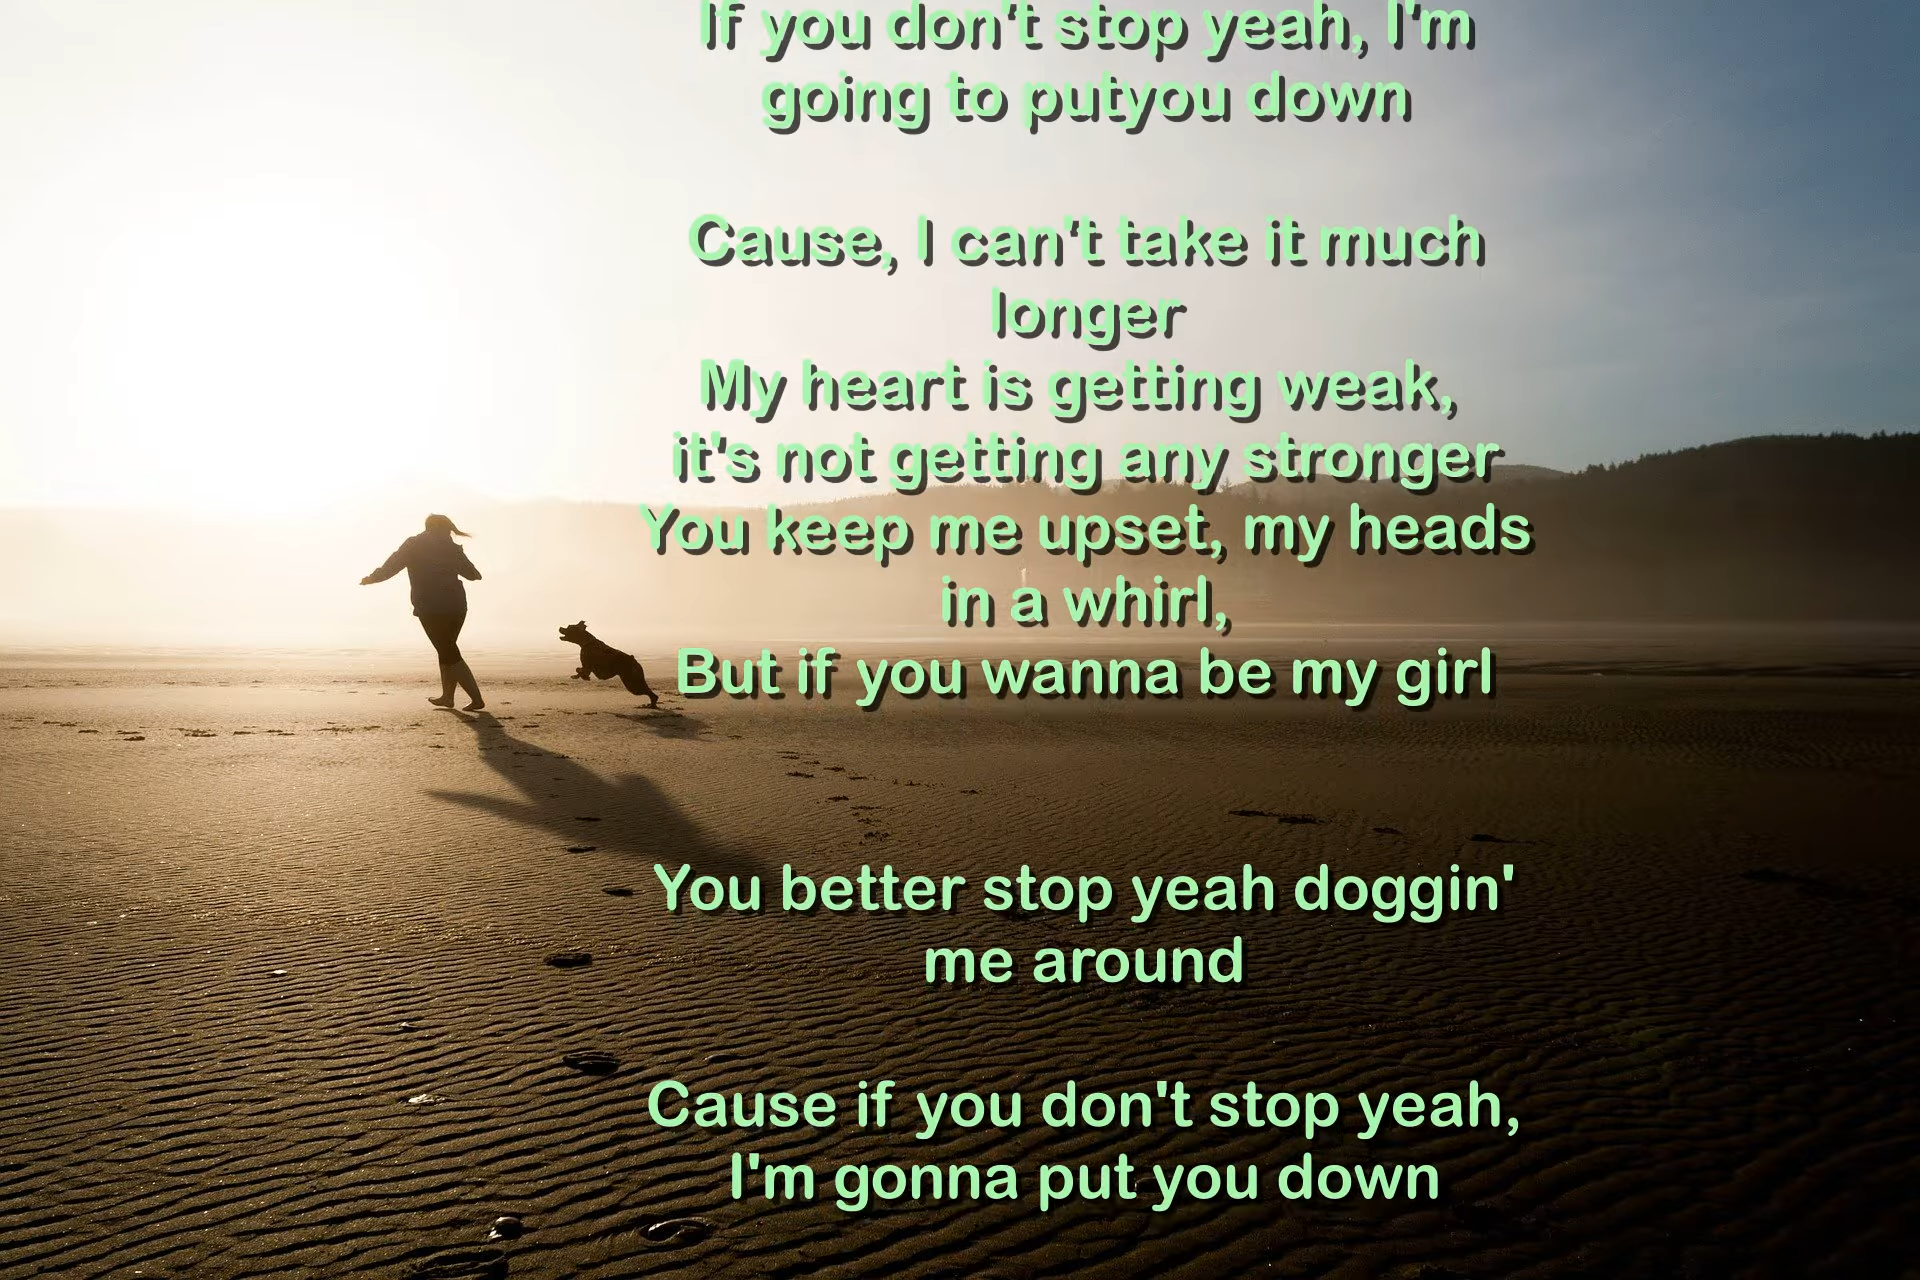 If you don't stop yeah, I'm
going to putyou down
Cause, I can't take it much
longer
My heart is getting weak,
it's not getting any stronger
You keep me upset, my heads
in a whirl,
But if you wanna be my girl
You better stop yeah doggin'
me around
Cause if you don't stop yeah,
I'm gonna put you down